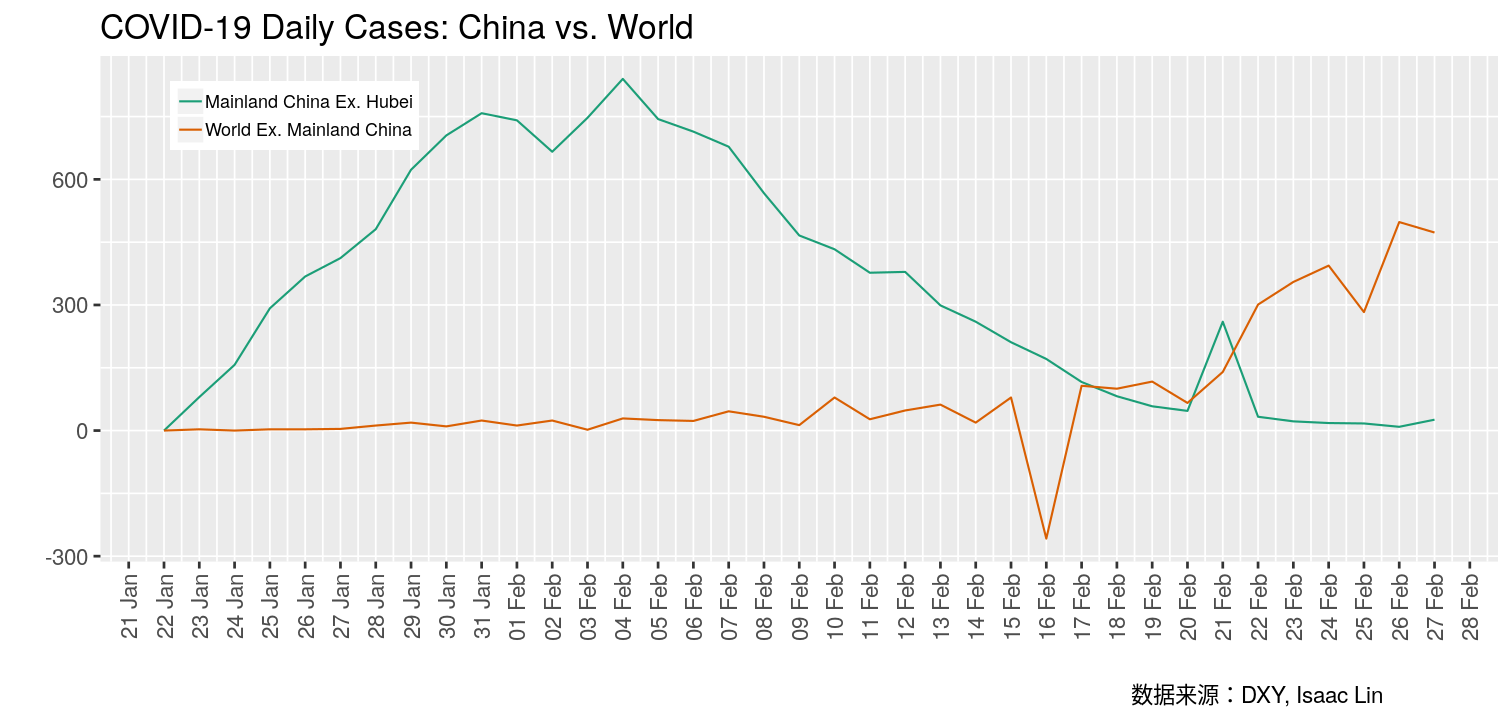 COVID-19 Daily Cases: China vs. World
Mainland China Ex. Hubei
World Ex. Mainland China
600
300
0
-300
21 Jan
22 Jan
23 Jan
24 Jan
25 Jan
26 Jan
27 Jan
28 Jan
29 Jan
30 Jan
31 Jan
01 Feb
02 Feb
03 Feb
04 Feb
05 Feb
06 Feb
07 Feb
08 Feb
09 Feb
10 Feb
11 Feb
12 Feb
13 Feb
14 Feb
15 Feb
16 Feb
17 Feb
18 Feb
19 Feb
20 Feb
21 Feb
22 Feb
23 Feb
24 Feb
25 Feb
26 Feb
27 Feb
28 Feb
数据来源：DXY, Isaac Lin